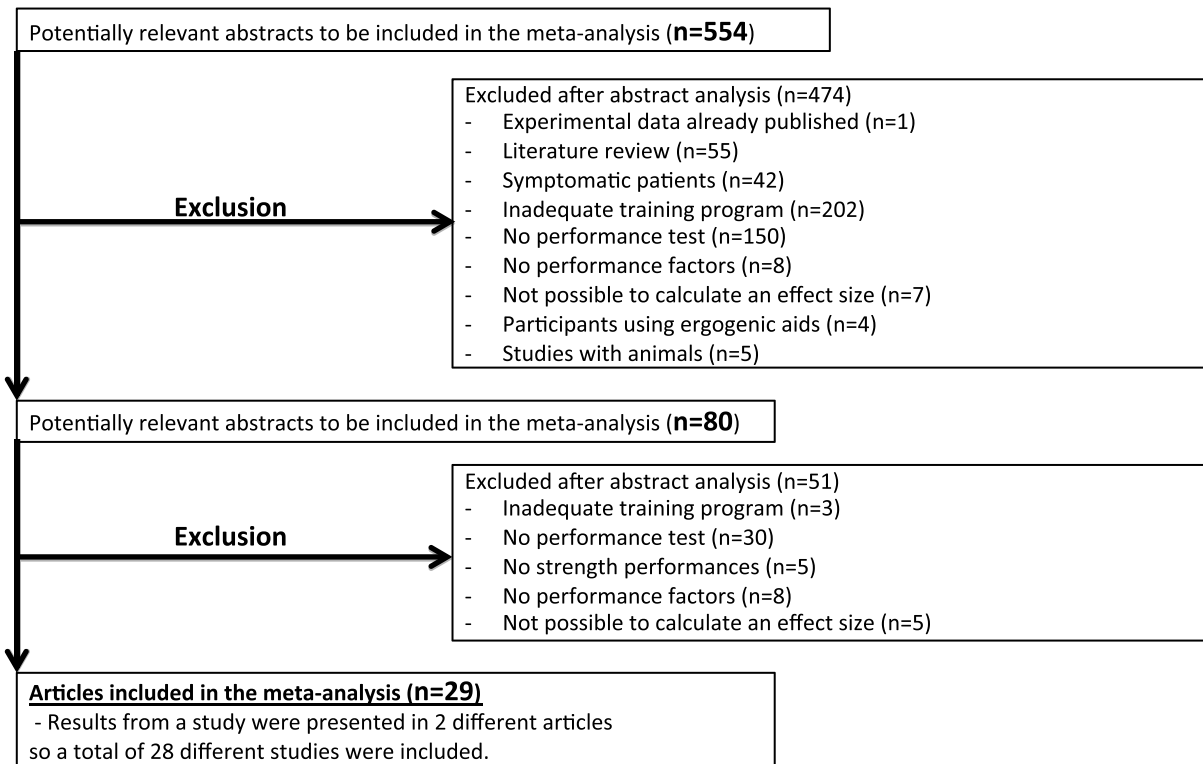 Potentially relevant abstracts to be included in the meta-analysis (n=554)
Excluded after abstract analysis (n=474)
- Experimental data already published (n=1)
- Literature review (n=55)
- Symptomatic patients (n=42)
- Inadequate training program (n=202)
- No performance test (n=150)
- No performance factors (n=8)
- Not possible to calculate an effect size (n=7)
- Participants using ergogenic aids (n=4)
- Studies with animals (n=5)
Exclusion
Potentially relevant abstracts to be included in the meta-analysis (n=80)
Excluded after abstract analysis (n=51)
- Inadequate training program (n=3)
- No performance test (n=30)
- No strength performances (n=5)
- No performance factors (n=8)
- Not possible to calculate an effect size (n=5)
Exclusion
Articles included in the meta-analysis (n=29)
- Results from a study were presented in 2 different articles
so a total of 28 different studies were included.